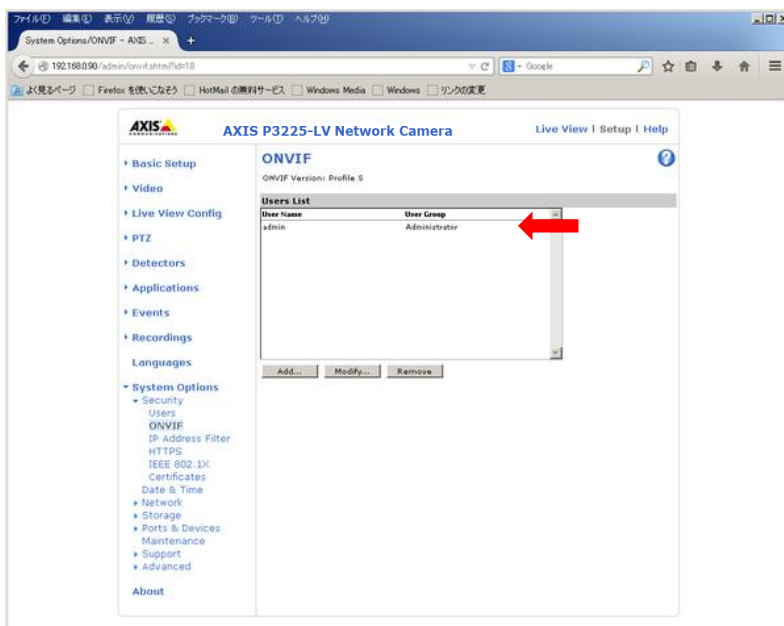 ファイル(F) 編集(E) 表示(V) 履歴(S) ブックマーク(B) ツール(T) ヘルプ(H)
System Options/ONVIF - AXIS ... × +
192.168.0.90/admin/onvif.shtml?id=18 Google
よく見るページ Firefox を使いこなそう HotMail の無料サービス Windows Media Windows リンクの変更
AXIS COMMUNICATIONS
AXIS P3225-LV Network Camera
Live View | Setup | Help
Basic Setup
Video
Live View Config
PTZ
Detectors
Applications
Events
Recordings
Languages
System Options
Security
Users
ONVIF
IP Address Filter
HTTPS
IEEE 802.1X
Certificates
Date & Time
Network
Storage
Ports & Devices
Maintenance
Support
Advanced
About
ONVIF
ONVIF Version: Profile S
Users List
User Name User Group
admin Administrator
Add... Modify... Remove